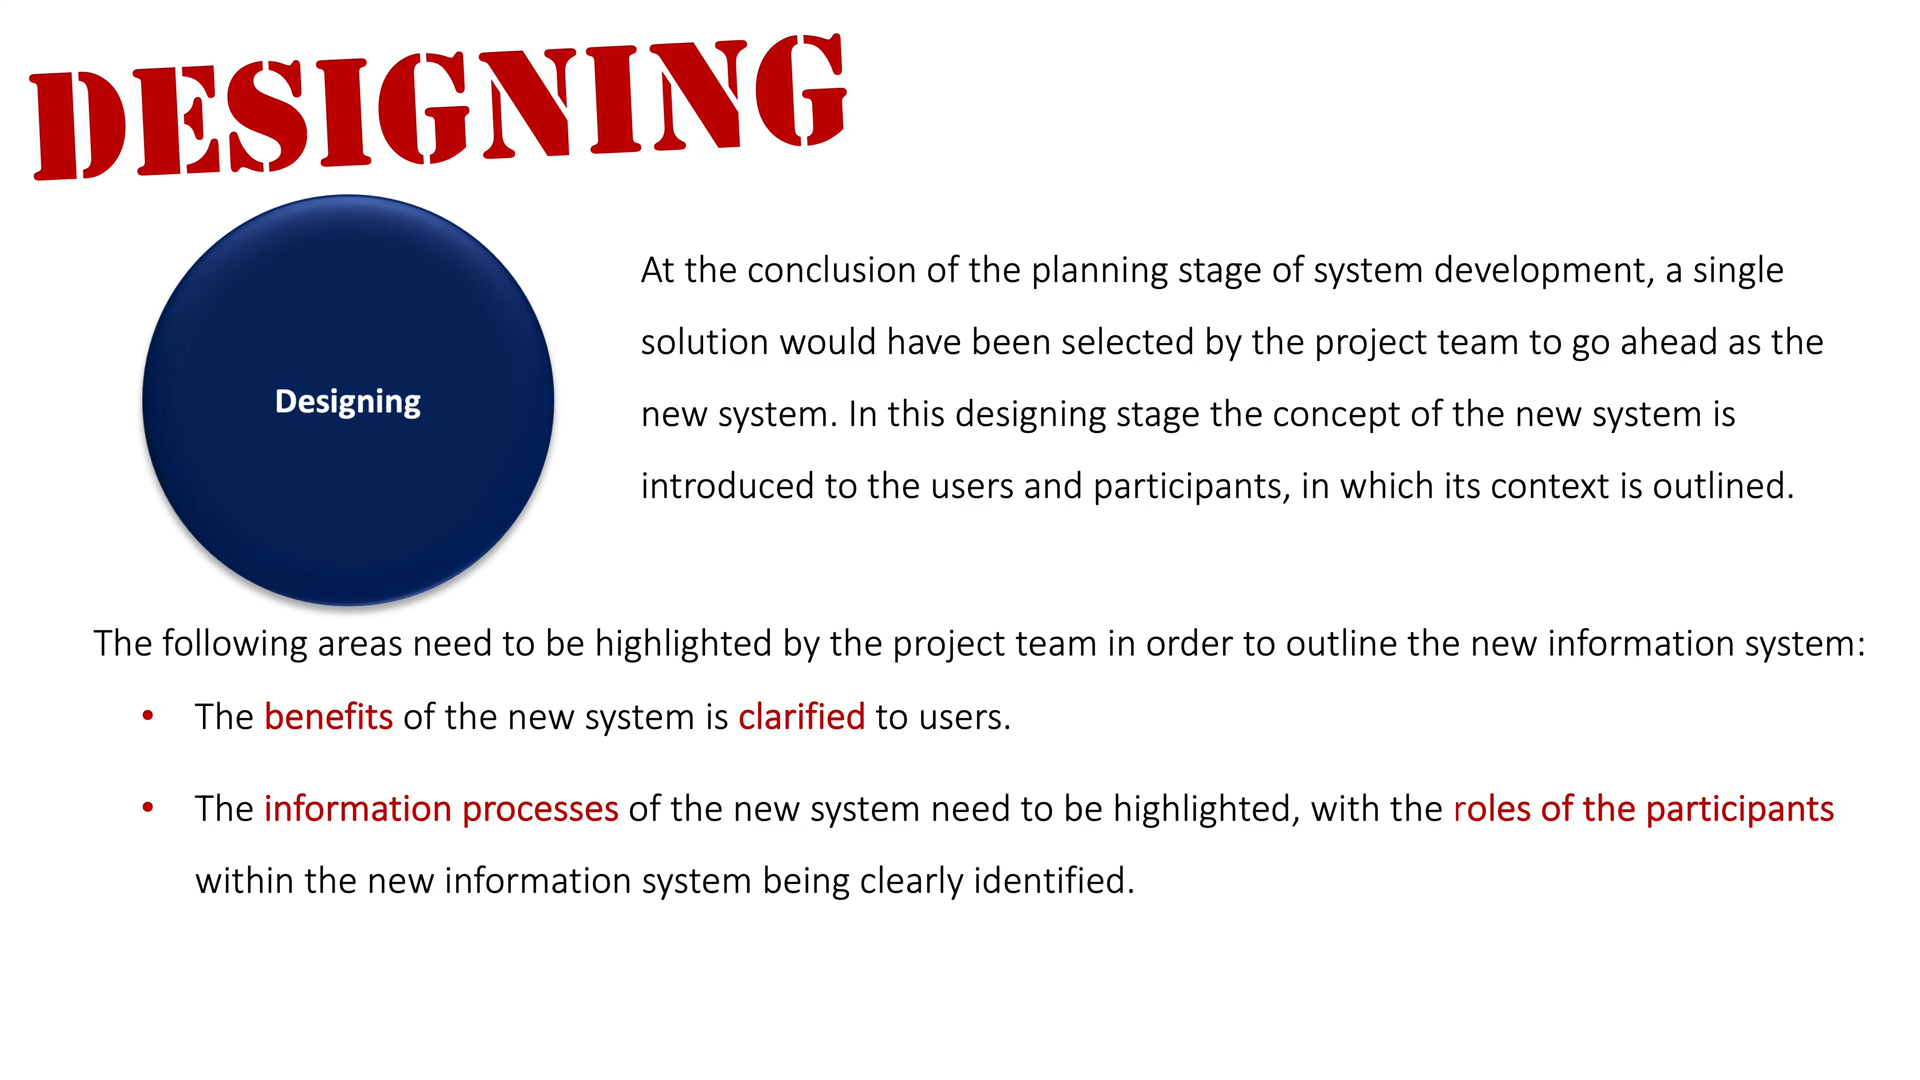 DESIGNING
Designing
At the conclusion of the planning stage of system development, a single
solution would have been selected by the project team to go ahead as the
new system. In this designing stage the concept of the new system is
introduced to the users and participants, in which its context is outlined.
The following areas need to be highlighted by the project team in order to outline the new information system:
• The benefits of the new system is clarified to users.
• The information processes of the new system need to be highlighted, with the roles of the participants
within the new information system being clearly identified.